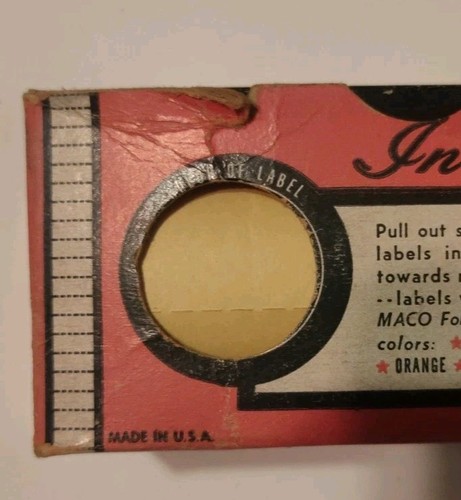 OF LABEL
In
Pull out s
labels in
towards
--labels
MACO Fo
colors:
ORANGE
MADE IN U.S.A.